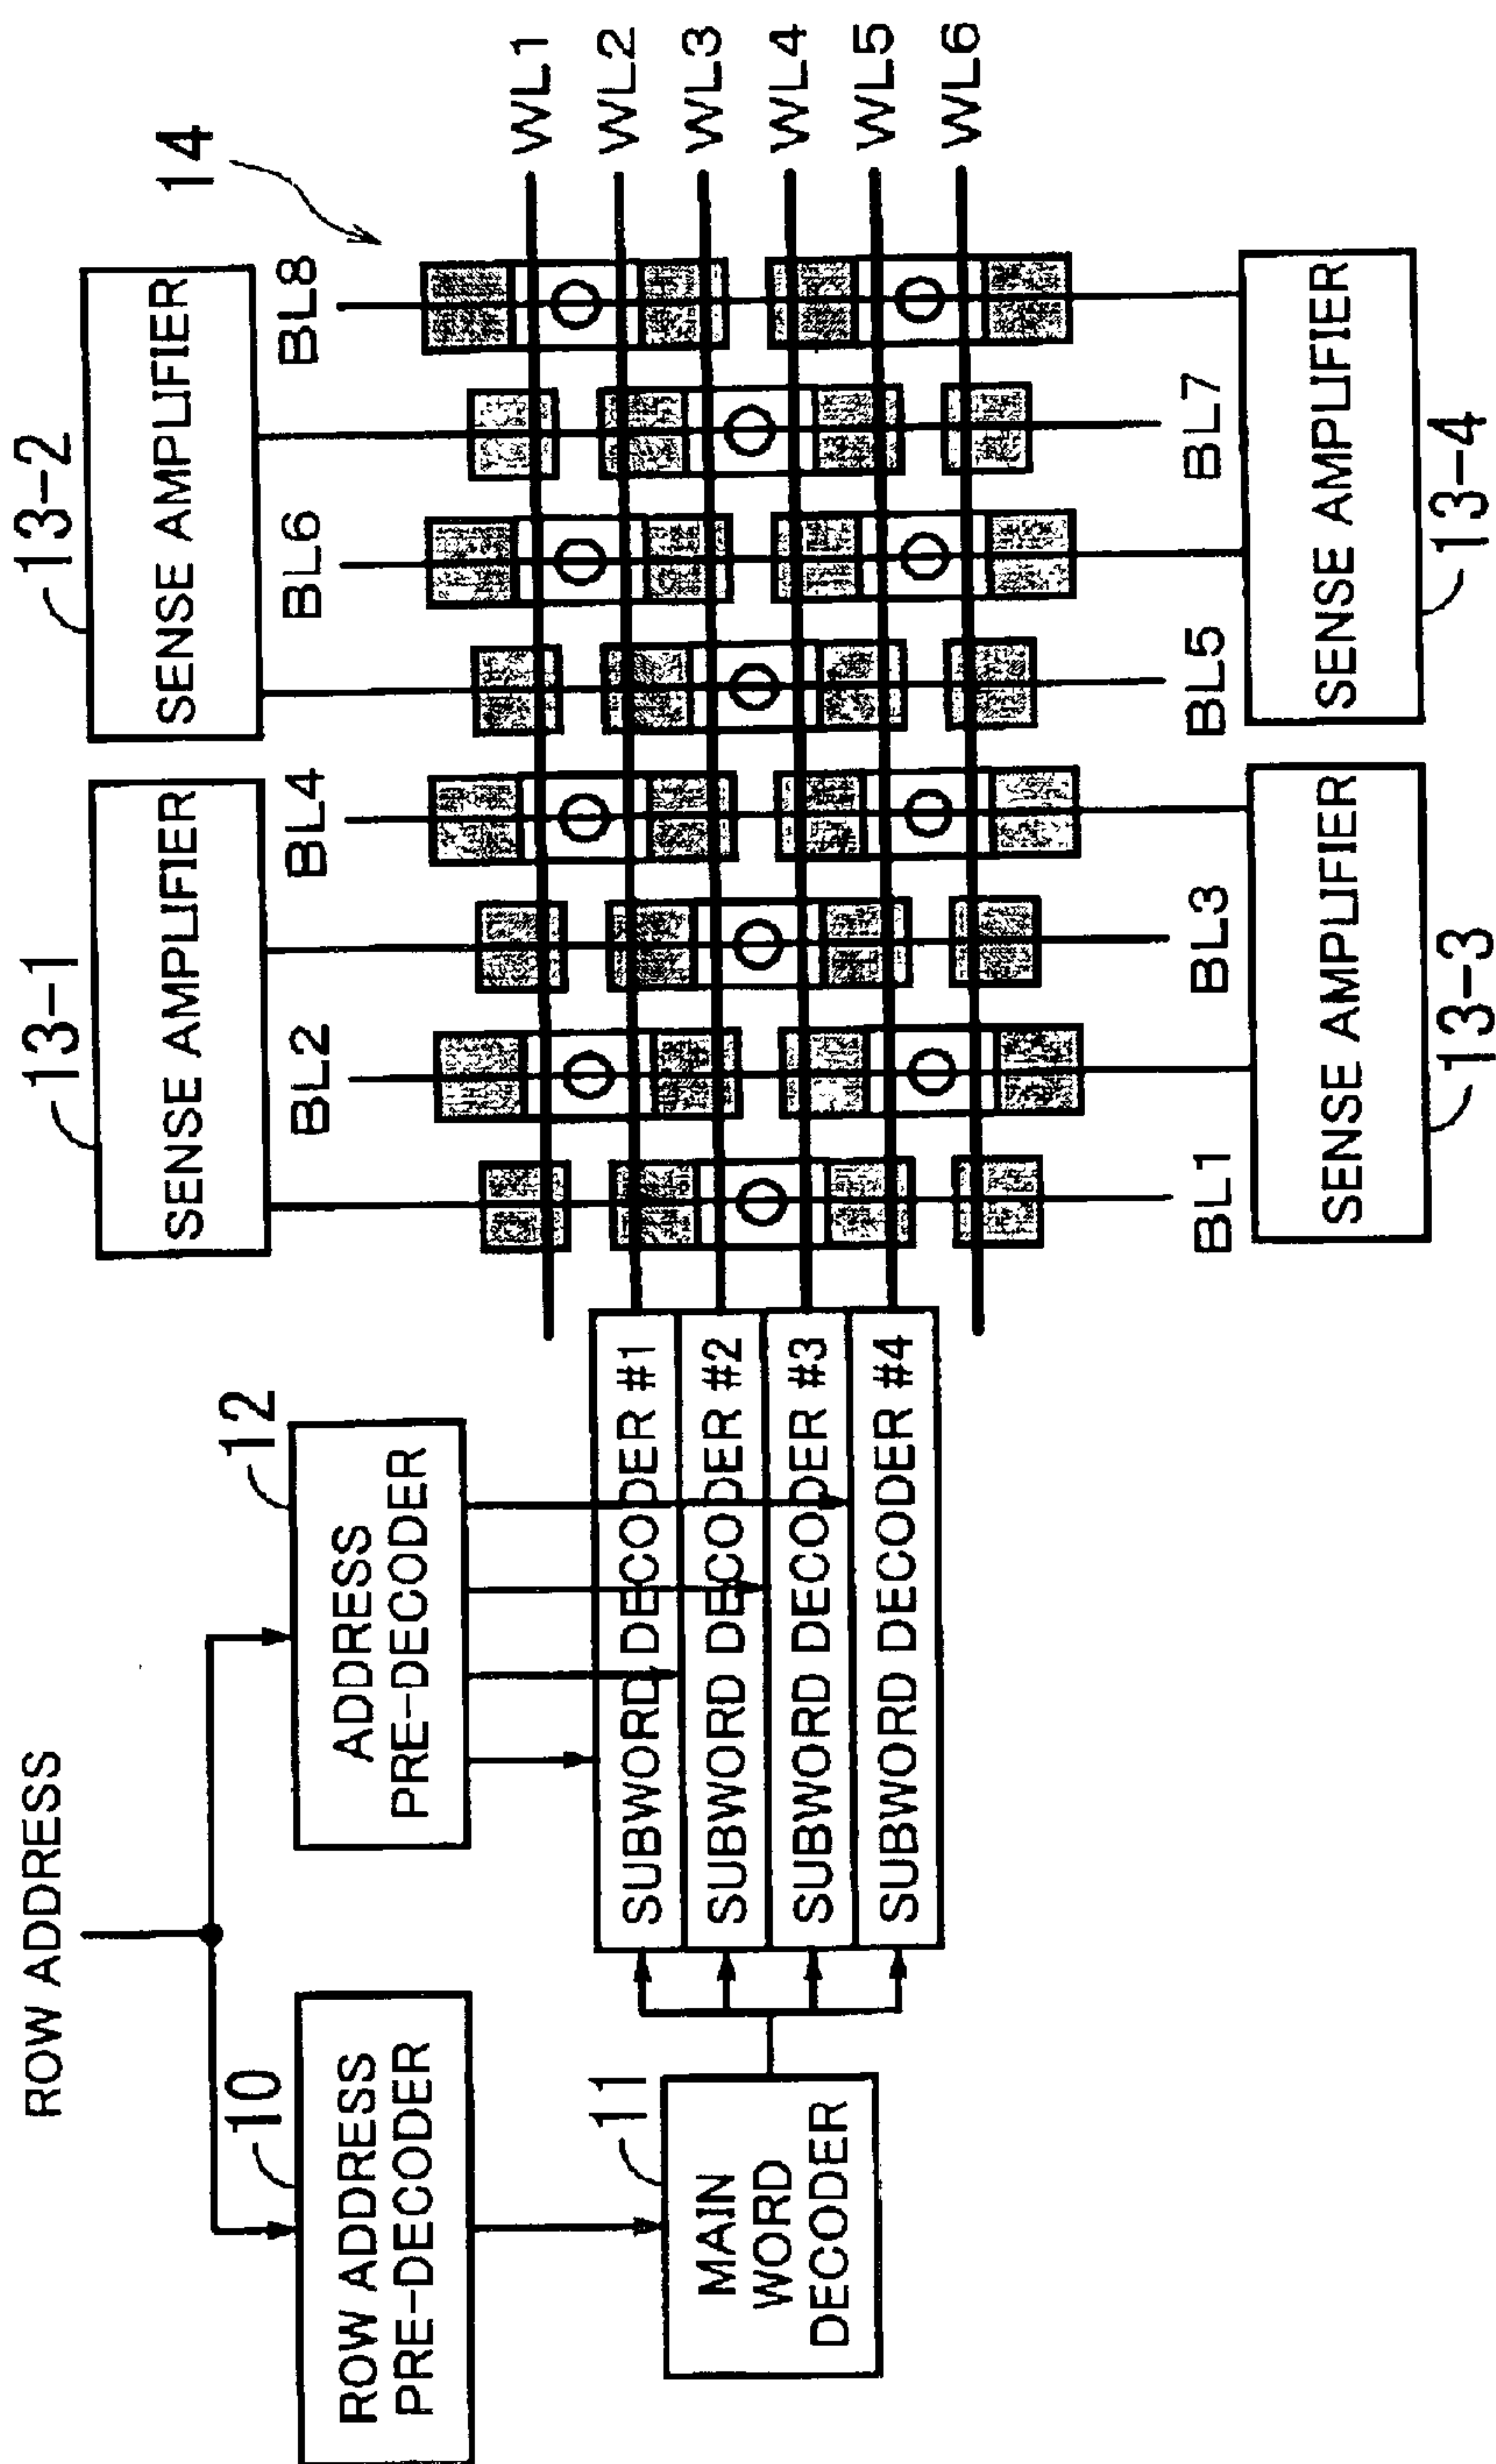 ROW ADDRESS
10
ROW ADDRESS
PRE-DECODER
12
ADDRESS
PRE-DECODER
11
MAIN
WORD
DECODER
SUBWORD DECODER #1
SUBWORD DECODER #2
SUBWORD DECODER #3
SUBWORD DECODER #4
13-1
SENSE AMPLIFIER
13-2
SENSE AMPLIFIER
14
BL2
BL4
BL6
BL8
WL1
WL2
WL3
WL4
WL5
WL6
BL1
BL3
BL5
BL7
SENSE AMPLIFIER
13-3
SENSE AMPLIFIER
13-4